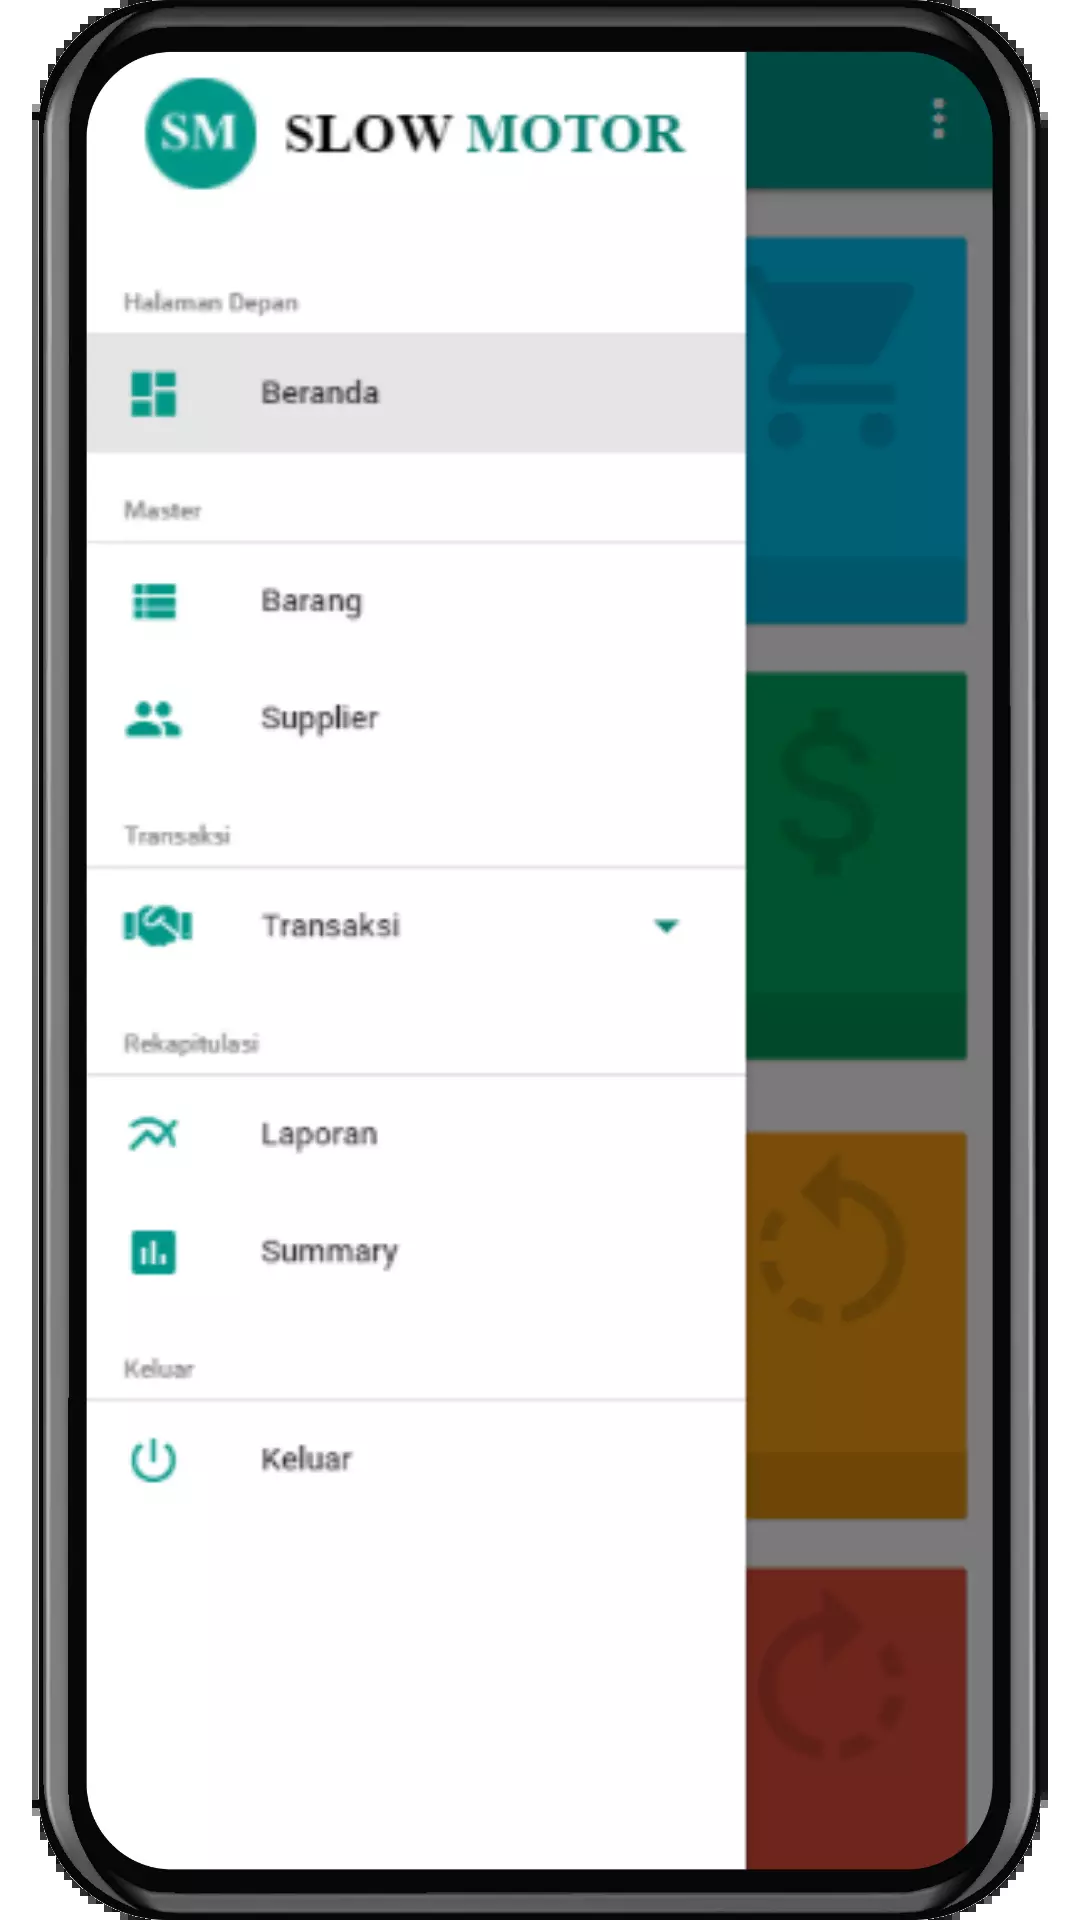 SM SLOW MOTOR
Halaman Depan
Beranda
Master
Barang
Supplier
Transaksi
Transaksi
Rekapitulasi
Laporan
Summary
Keluar
Keluar